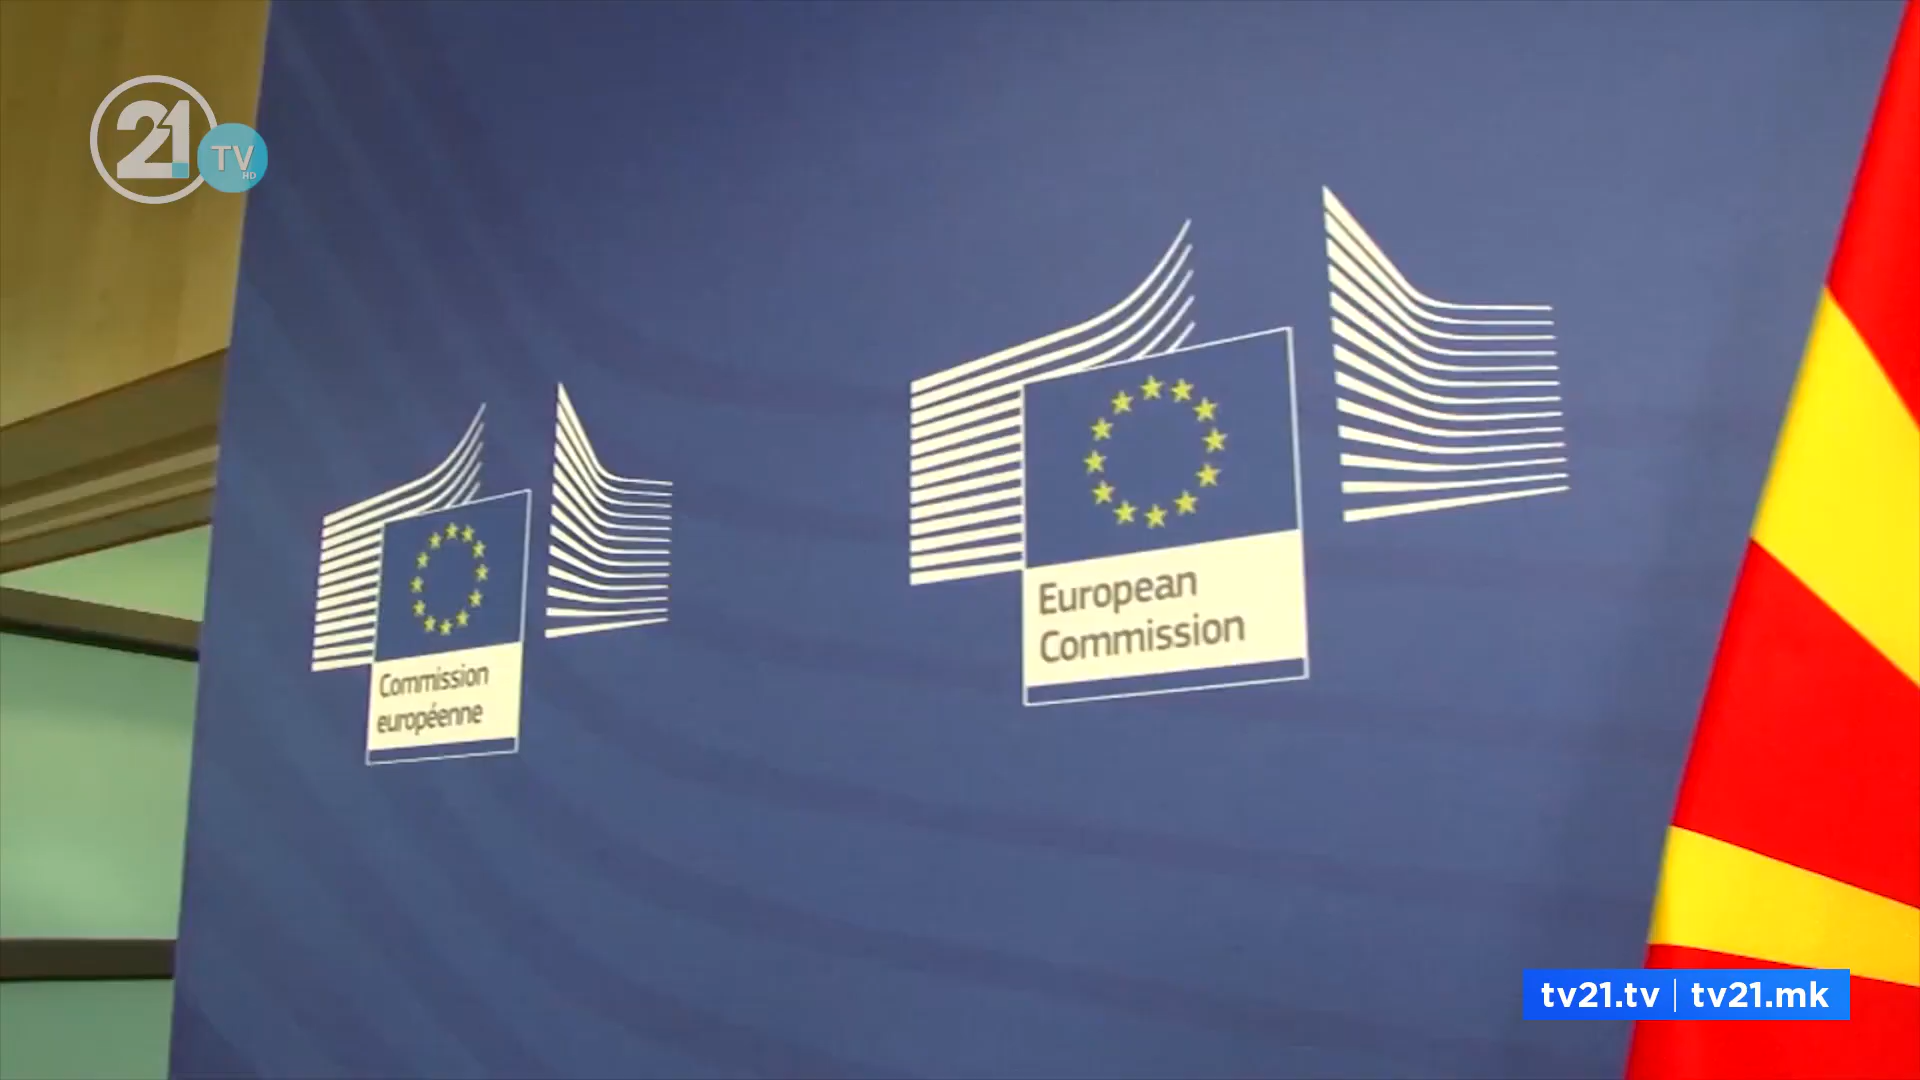 21.
TV
HD
European
Commission
Commission
européenne
tv21.tv | tv21.mk